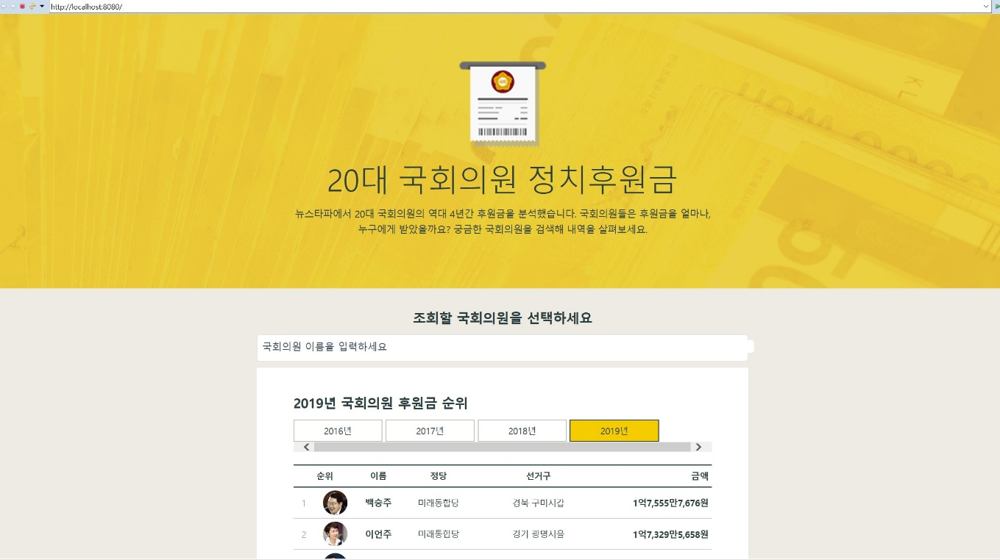 http://localhost:8080/
20대 국회의원 정치후원금
뉴스타파에서 20대 국회의원의 역대 4년간 후원금을 분석했습니다. 국회의원들은 후원금을 얼마나,
누구에게 받았을까요? 궁금한 국회의원을 검색해 내역을 살펴보세요.
조회할 국회의원을 선택하세요
국회의원 이름을 입력하세요
2019년 국회의원 후원금 순위
2016년 2017년 2018년 2019년
순위 이름 정당 선거구 금액
1 백승주 미래통합당 경북 구미시갑 1억7,555만7,676원
2 이언주 미래통합당 경기 광명시을 1억7,329만5,658원